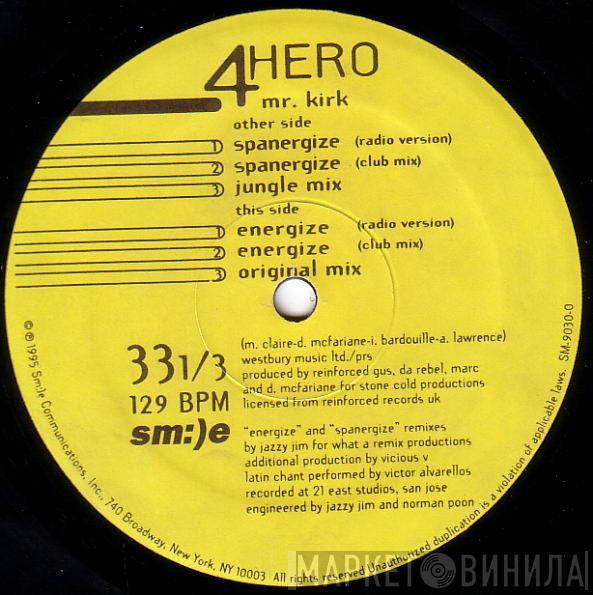 4HERO
mr. kirk
other side
1) spanergize (radio version)
2) spanergize (club mix)
3) jungle mix
this side
1) energize (radio version)
2) energize (club mix)
3) original mix
(m. claire-d. mcfarlane-i. bardouille-a. lawrence)
westbury music ltd./prs
produced by reinforced gus, da rebel, marc
and d. mcfarlane for stone cold productions
licensed from reinforced records uk
33 1/3
129 BPM
sm:)e
"energize" and "spanergize" remixes
by jazzy jim for what a remix productions
additional production by vicious v
latin chant performed by victor alvarellos
recorded at 21 east studios, san jose
engineered by jazzy jim and norman poon
© ℗ 1995 Sm:)e Communications, Inc., 740 Broadway, New York, NY 10003 All rights reserved Unauthorized duplication is a violation of applicable laws. SM-9030-0
МАРКЕТ ВИНИЛА